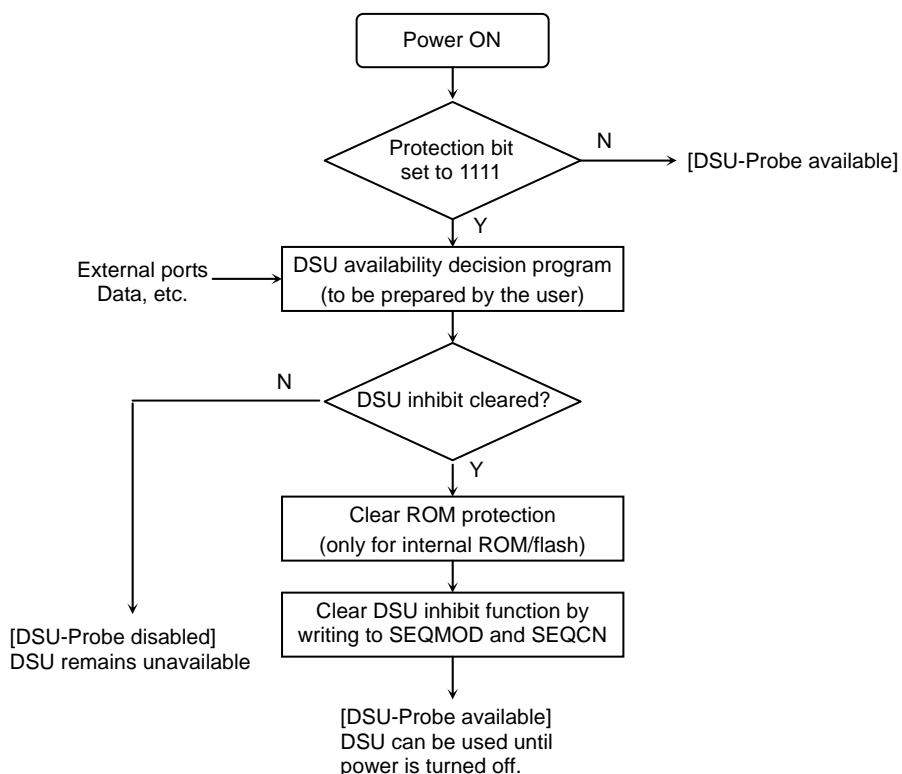 Power ON
Protection bit
set to 1111
N
[DSU-Probe available]
Y
External ports
Data, etc.
DSU availability decision program
(to be prepared by the user)
N
DSU inhibit cleared?
Y
Clear ROM protection
(only for internal ROM/flash)
Clear DSU inhibit function by
writing to SEQMOD and SEQCN
[DSU-Probe disabled]
DSU remains unavailable
[DSU-Probe available]
DSU can be used until
power is turned off.